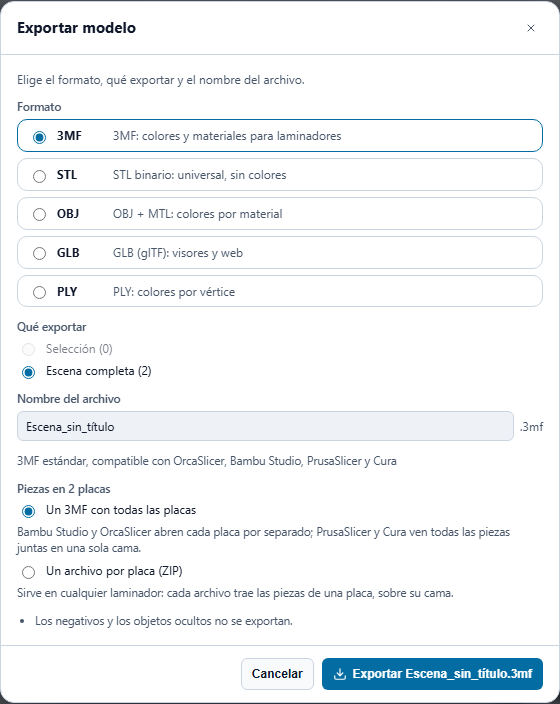 Exportar modelo
Elige el formato, qué exportar y el nombre del archivo.
Formato
3MF 3MF: colores y materiales para laminadores
STL STL binario: universal, sin colores
OBJ OBJ + MTL: colores por material
GLB GLB (glTF): visores y web
PLY PLY: colores por vértice
Qué exportar
Selección (0)
Escena completa (2)
Nombre del archivo
Escena_sin_título .3mf
3MF estándar, compatible con OrcaSlicer, Bambu Studio, PrusaSlicer y Cura
Piezas en 2 placas
Un 3MF con todas las placas
Bambu Studio y OrcaSlicer abren cada placa por separado; PrusaSlicer y Cura ven todas las piezas
juntas en una sola cama.
Un archivo por placa (ZIP)
Sirve en cualquier laminador: cada archivo trae las piezas de una placa, sobre su cama.
• Los negativos y los objetos ocultos no se exportan.
Cancelar Exportar Escena_sin_título.3mf